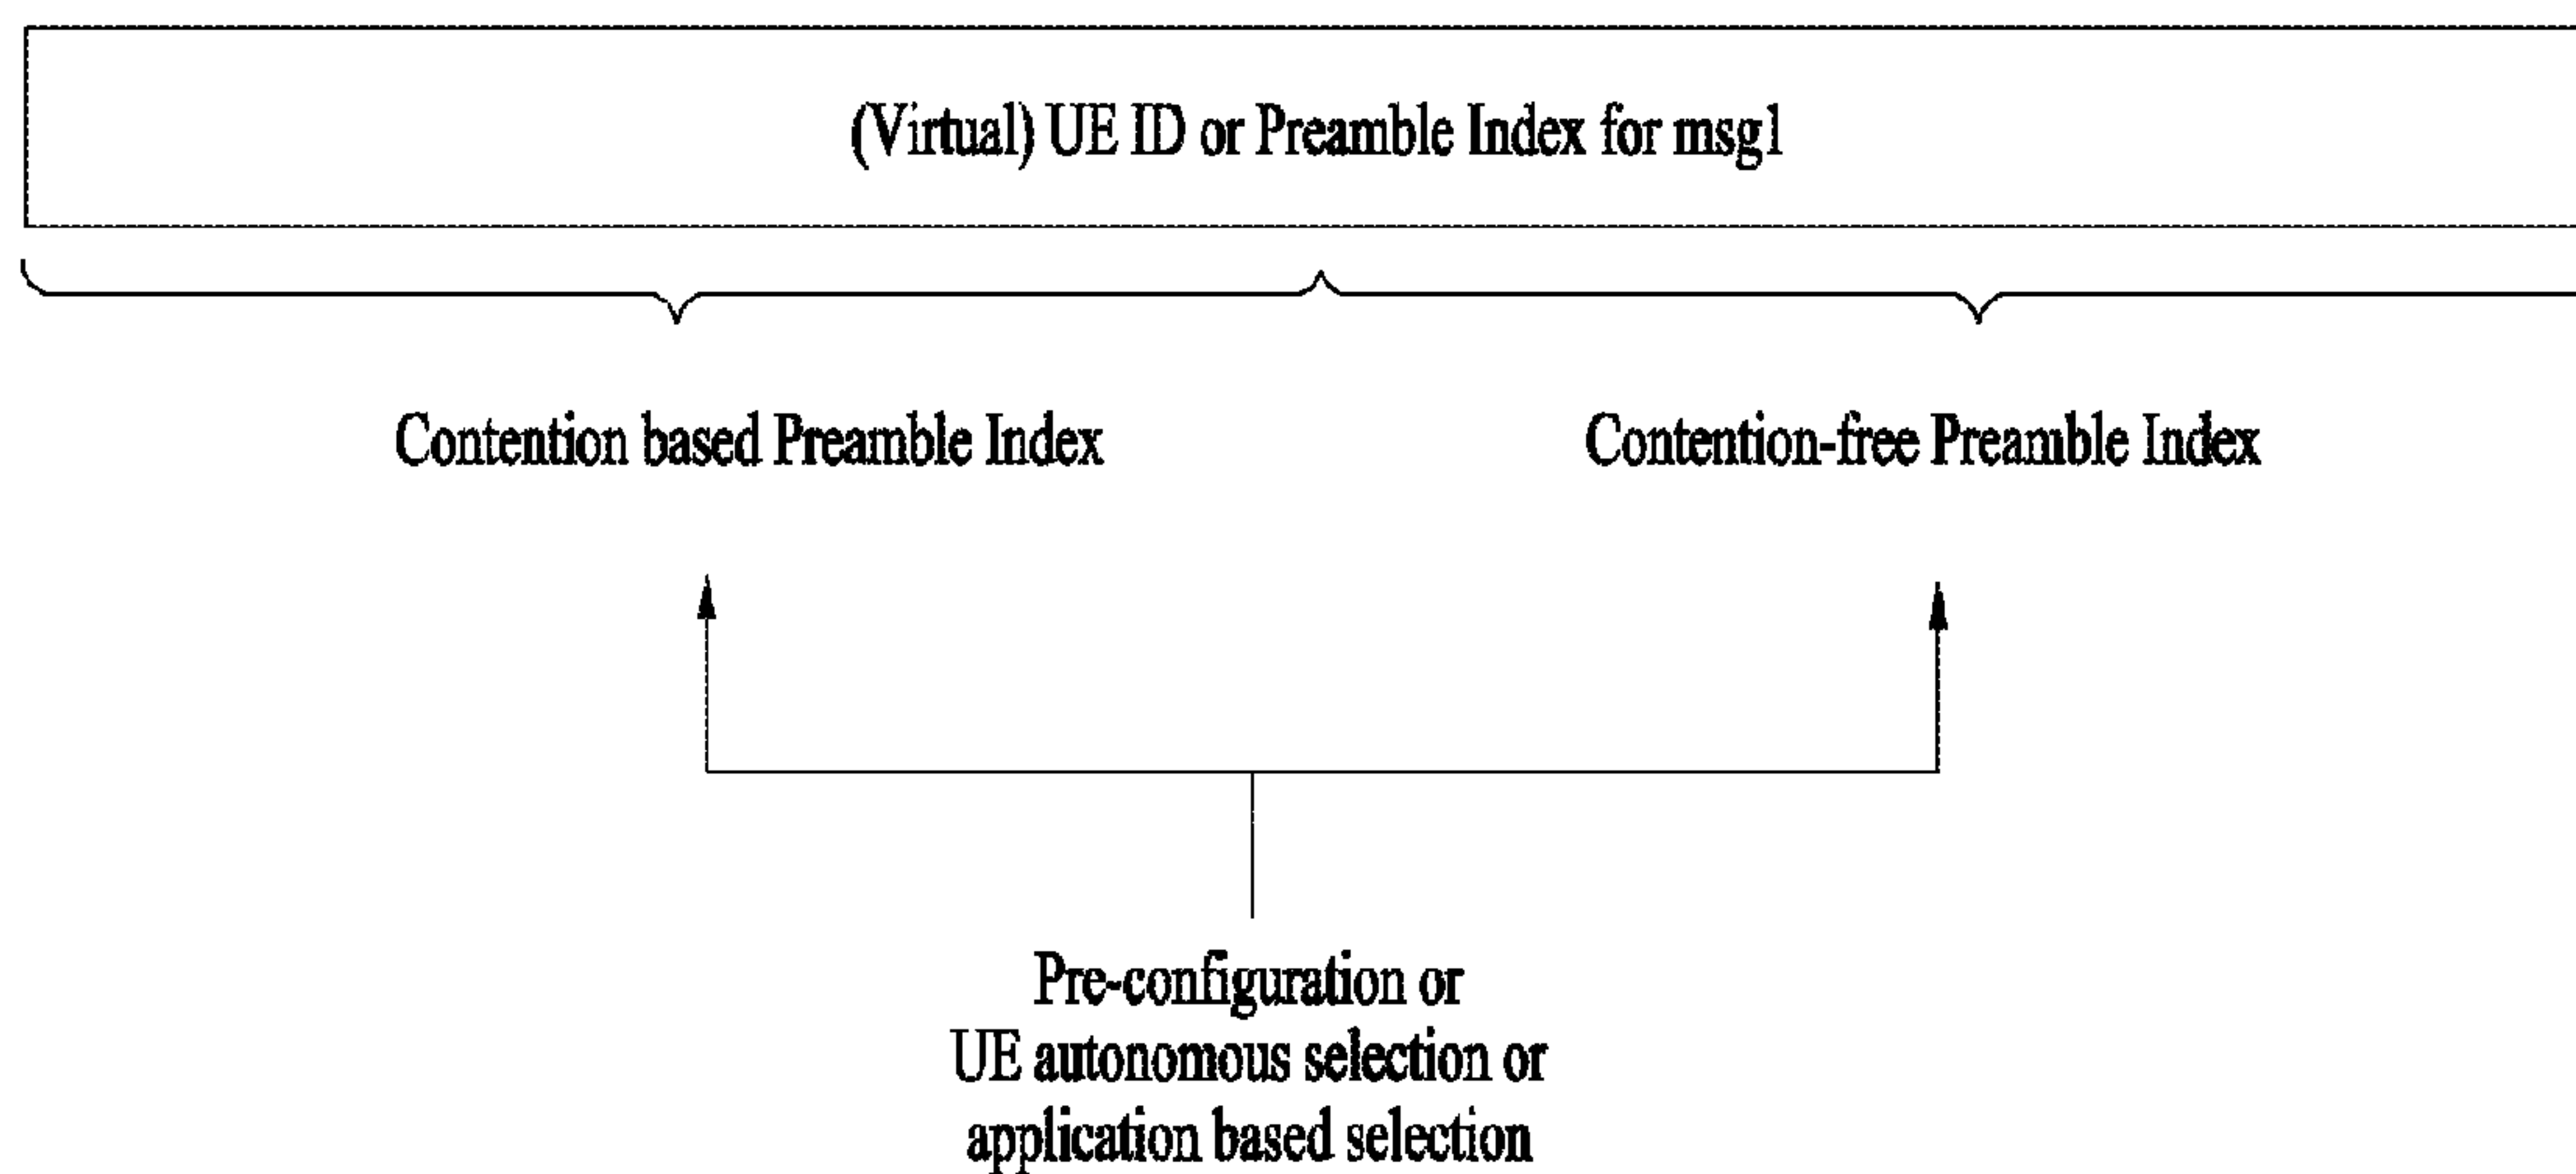 (Virtual) UE ID or Preamble Index for msg1
Contention based Preamble Index
Contention-free Preamble Index
Pre-configuration or
UE autonomous selection or
application based selection